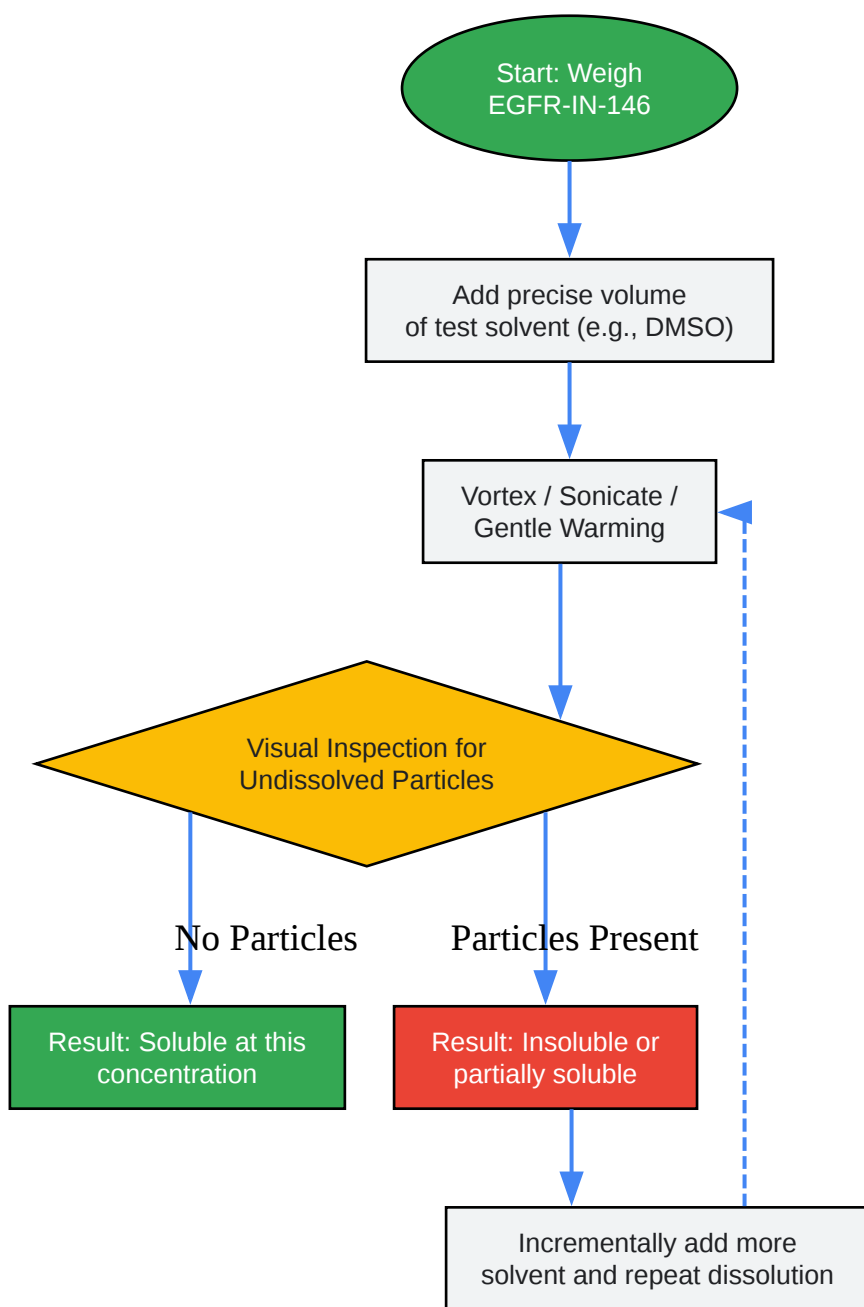 Start: Weigh
EGFR-IN-146
Add precise volume
of test solvent (e.g., DMSO)
Vortex / Sonicate /
Gentle Warming
Visual Inspection for
Undissolved Particles
No Particles
Particles Present
Result: Soluble at this
concentration
Result: Insoluble or
partially soluble
Incrementally add more
solvent and repeat dissolution